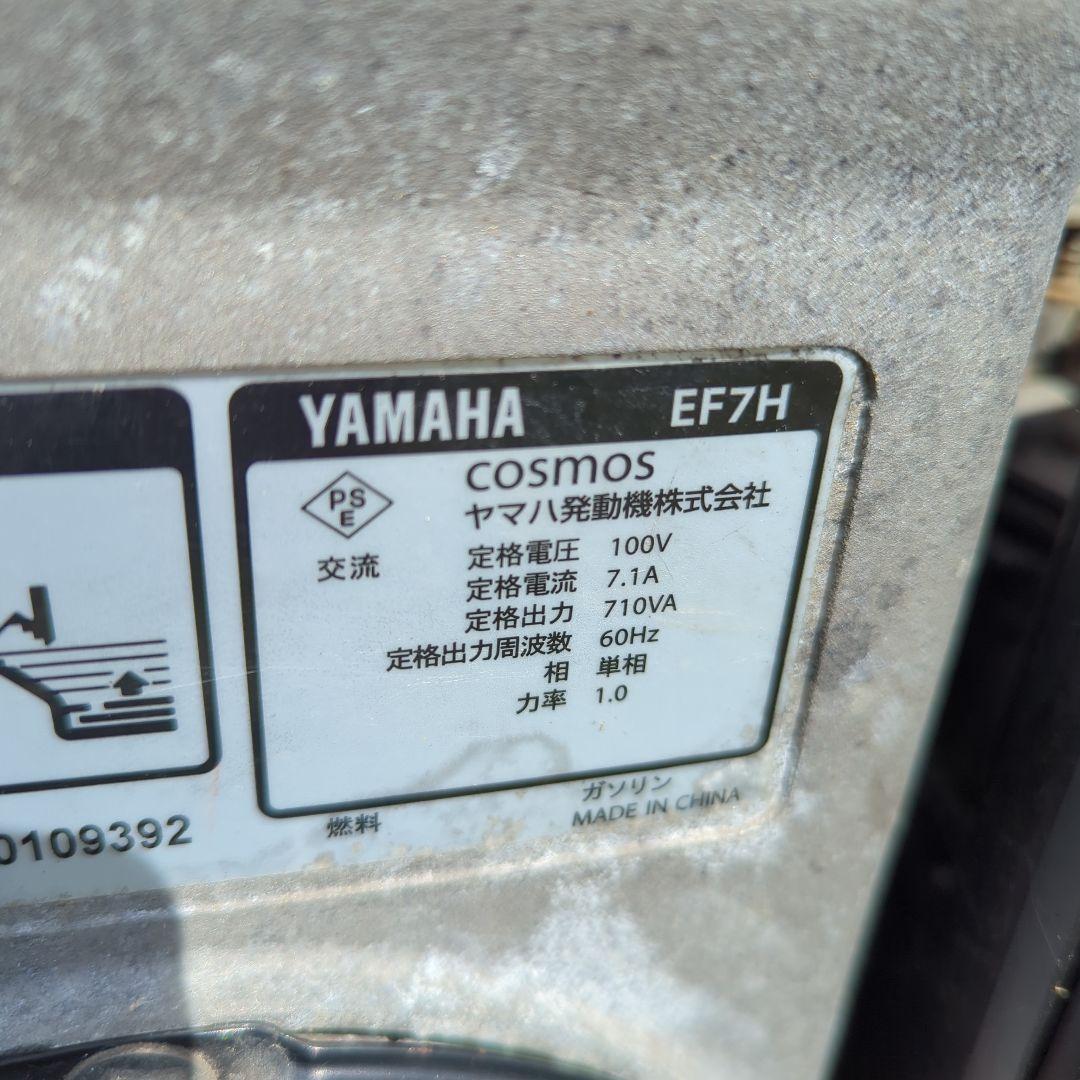 YAMAHA EF7H
PSE
cosmos
ヤマハ発動機株式会社
交流
定格電圧 100V
定格電流 7.1A
定格出力 710VA
定格出力周波数 60Hz
相 単相
力率 1.0
燃料 ガソリン
MADE IN CHINA
0109392